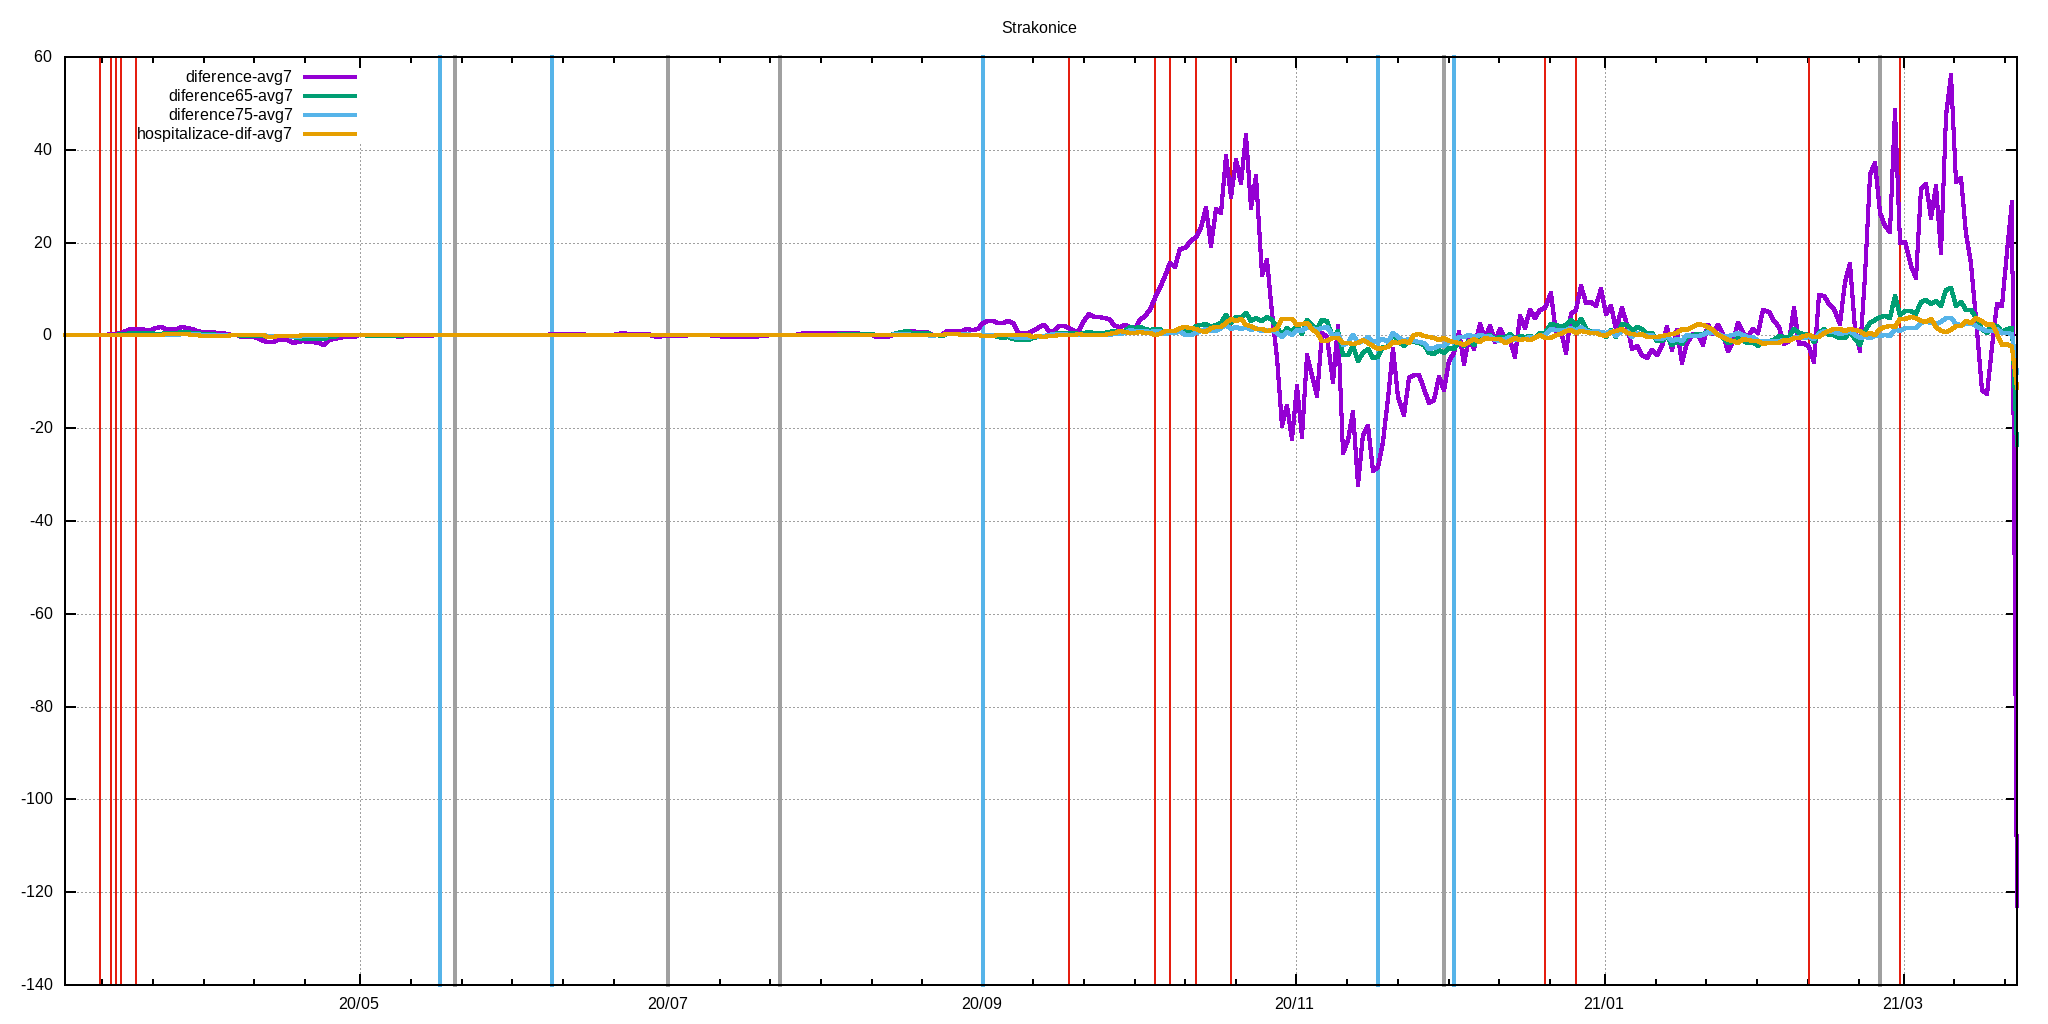 Strakonice
60
diference-avg7
diference65-avg7
diference75-avg7
hospitalizace-dif-avg7
40
20
0
-20
-40
-60
-80
-100
-120
-140
20/05 20/07 20/09 20/11 21/01 21/03